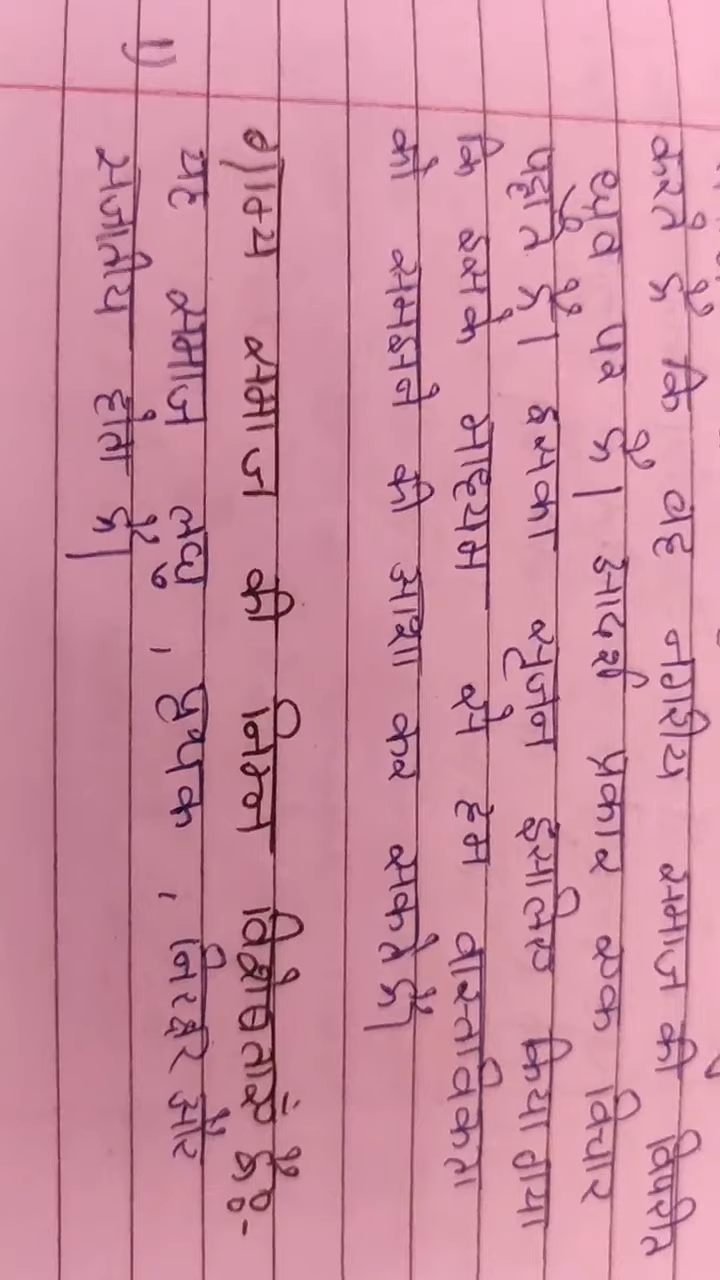 करते हैं कि वह नगरीय समाज की विपरीत
ध्रुव पर है। आदर्श प्रकार एक विचार
पद्दति है। इसका सृजन इसलिए किया गया
कि इसके माध्यम से हम वास्तविकता
को समझने की आशा कर सकते हैं।
ग्राम्य समाज की निम्न विशेषताएँ हैं:-
1) यह समाज लघु, पृथक, निरक्षर और
सजातीय होता है।